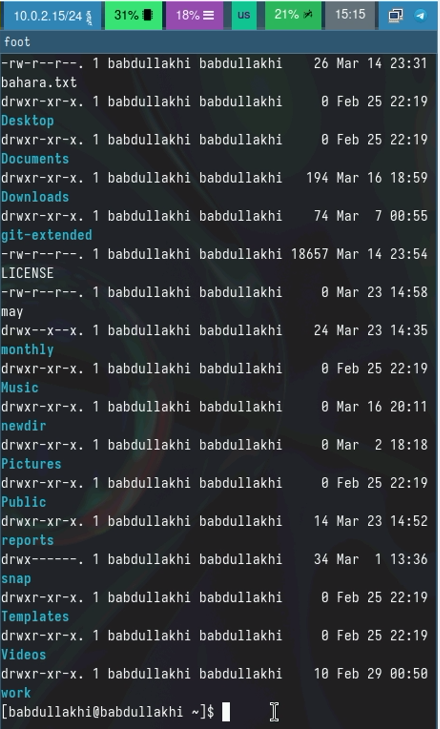 10.0.2.15/24 31% 18% us 21% 15:15
foot
-rw-r--r--. 1 babdullakhi babdullakhi 26 Mar 14 23:31
bahara.txt
drwxr-xr-x. 1 babdullakhi babdullakhi 0 Feb 25 22:19
Desktop
drwxr-xr-x. 1 babdullakhi babdullakhi 0 Feb 25 22:19
Documents
drwxr-xr-x. 1 babdullakhi babdullakhi 194 Mar 16 18:59
Downloads
drwxr-xr-x. 1 babdullakhi babdullakhi 74 Mar 7 00:55
git-extended
-rw-r--r--. 1 babdullakhi babdullakhi 18657 Mar 14 23:54
LICENSE
-rw-r--r--. 1 babdullakhi babdullakhi 0 Mar 23 14:58
may
drwx--x--x. 1 babdullakhi babdullakhi 24 Mar 23 14:35
monthly
drwxr-xr-x. 1 babdullakhi babdullakhi 0 Feb 25 22:19
Music
drwxr-xr-x. 1 babdullakhi babdullakhi 0 Mar 16 20:11
newdir
drwxr-xr-x. 1 babdullakhi babdullakhi 0 Mar 2 18:18
Pictures
drwxr-xr-x. 1 babdullakhi babdullakhi 0 Feb 25 22:19
Public
drwxr-xr-x. 1 babdullakhi babdullakhi 14 Mar 23 14:52
reports
drwx------. 1 babdullakhi babdullakhi 34 Mar 1 13:36
snap
drwxr-xr-x. 1 babdullakhi babdullakhi 0 Feb 25 22:19
Templates
drwxr-xr-x. 1 babdullakhi babdullakhi 0 Feb 25 22:19
Videos
drwxr-xr-x. 1 babdullakhi babdullakhi 10 Feb 29 00:50
work
[babdullakhi@babdullakhi ~]$